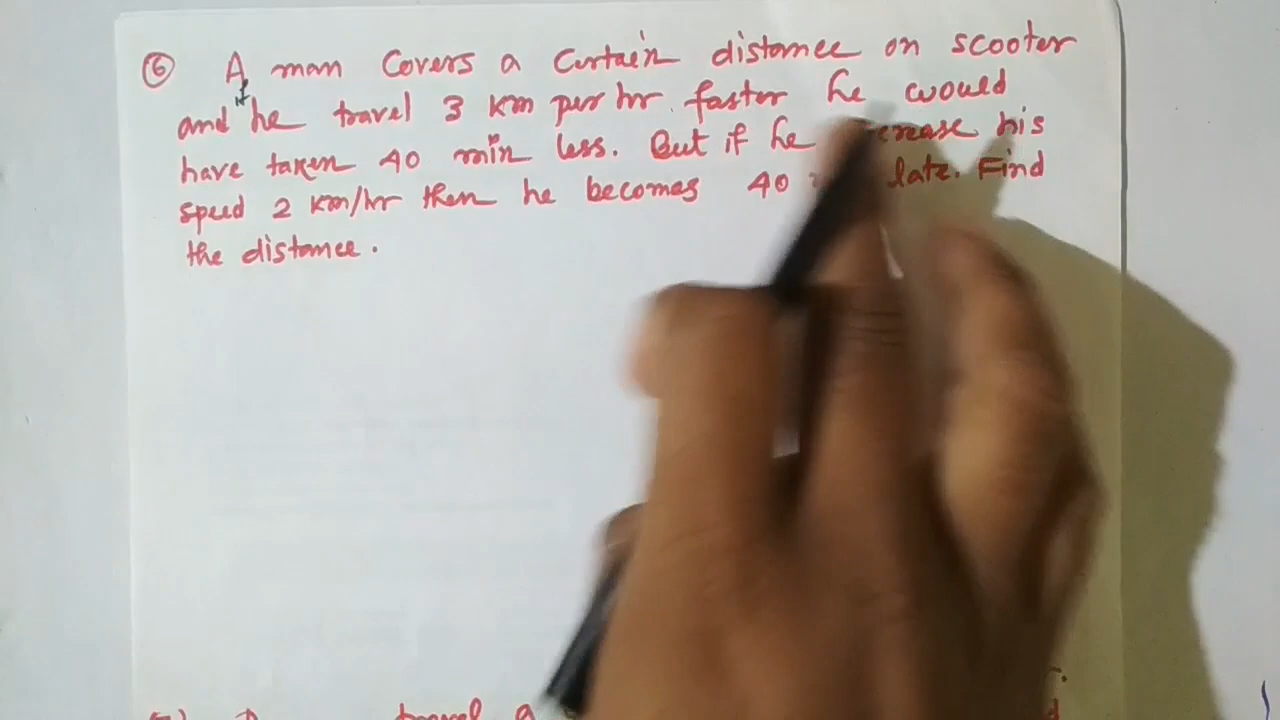 6 A man Covers a Certain distance on scooter
and if he travel 3 km per hr faster he would
have taken 40 min less. But if he his
speed 2 km/hr then he becomes 40 late. Find
the distance.
travel a